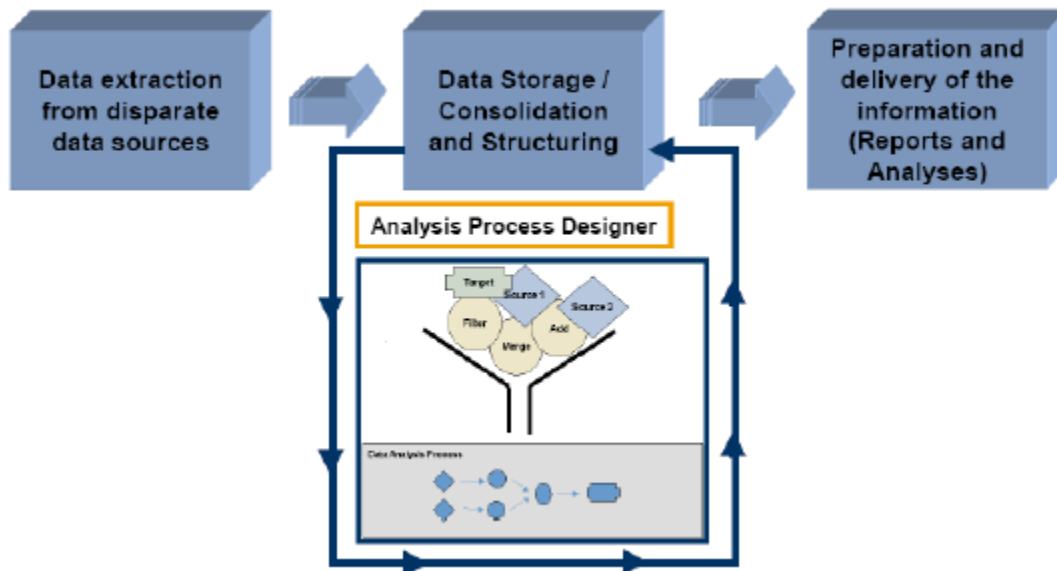 Data extraction
from disparate
data sources
Data Storage /
Consolidation
and Structuring
Preparation and
delivery of the
information
(Reports and
Analyses)
Analysis Process Designer
Target
Source 1
Source 2
Filter
Merge
Add
Data Analysis Process